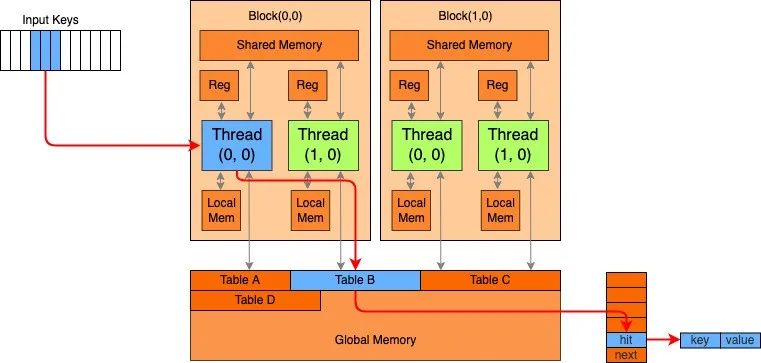 Input Keys
Block(0,0)
Block(1,0)
Shared Memory
Shared Memory
Reg
Reg
Reg
Reg
Thread
(0, 0)
Thread
(1, 0)
Thread
(0, 0)
Thread
(1, 0)
Local
Mem
Local
Mem
Local
Mem
Local
Mem
Table A
Table B
Table C
Table D
Global Memory
hit
next
key
value